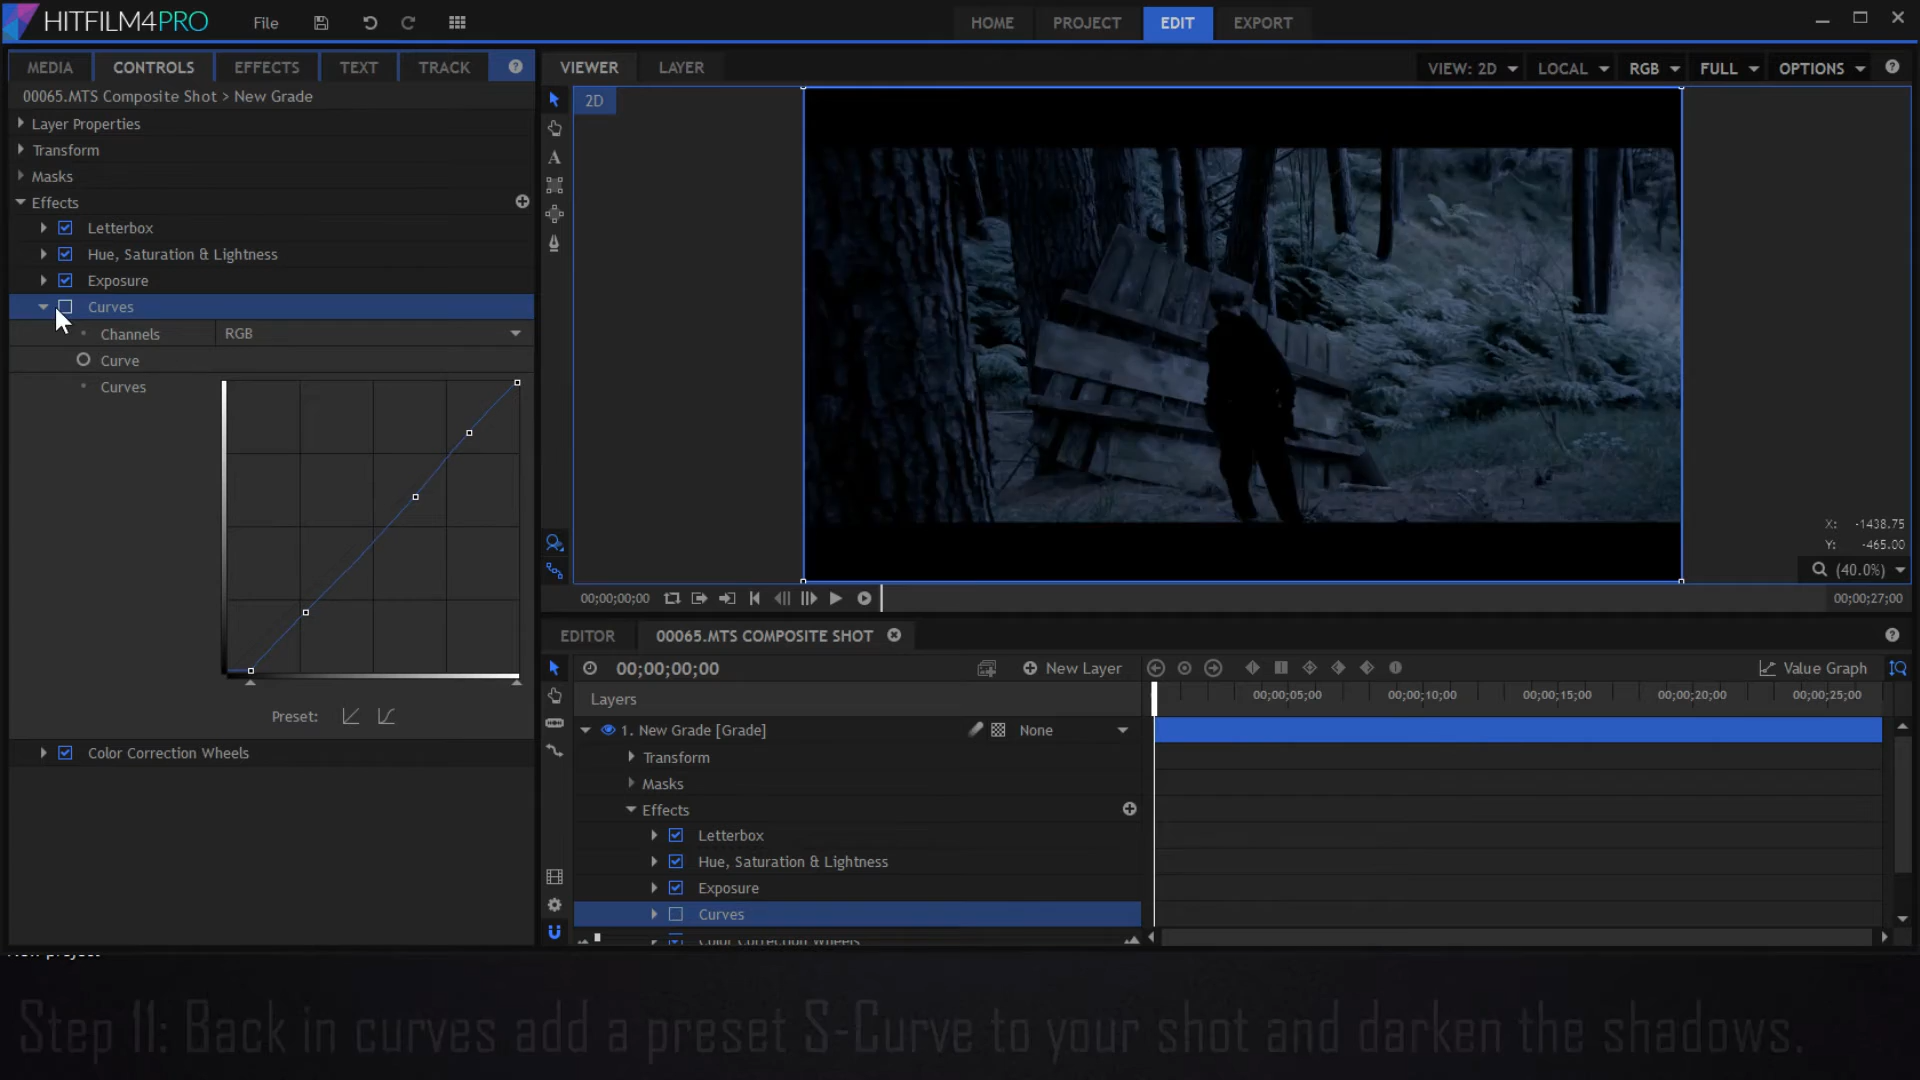 HITFILM4PRO
File
HOME
PROJECT
EDIT
EXPORT
MEDIA
CONTROLS
EFFECTS
TEXT
TRACK
VIEWER
LAYER
VIEW: 2D
LOCAL
RGB
FULL
OPTIONS
00065.MTS Composite Shot > New Grade
2D
Layer Properties
Transform
Masks
Effects
Letterbox
Hue, Saturation & Lightness
Exposure
Curves
Channels
RGB
Curve
Curves
Preset:
Color Correction Wheels
X: -1438.75
Y: -465.00
(40.0%)
00;00;00;00
00;00;27;00
EDITOR
00065.MTS COMPOSITE SHOT
00;00;00;00
New Layer
Value Graph
Layers
00;00;05;00
00;00;10;00
00;00;15;00
00;00;20;00
00;00;25;00
1. New Grade [Grade]
None
Transform
Masks
Effects
Letterbox
Hue, Saturation & Lightness
Exposure
Curves
Color Correction Wheels
New project
Step 11: Back in curves add a preset S-Curve to your shot and darken the shadows.